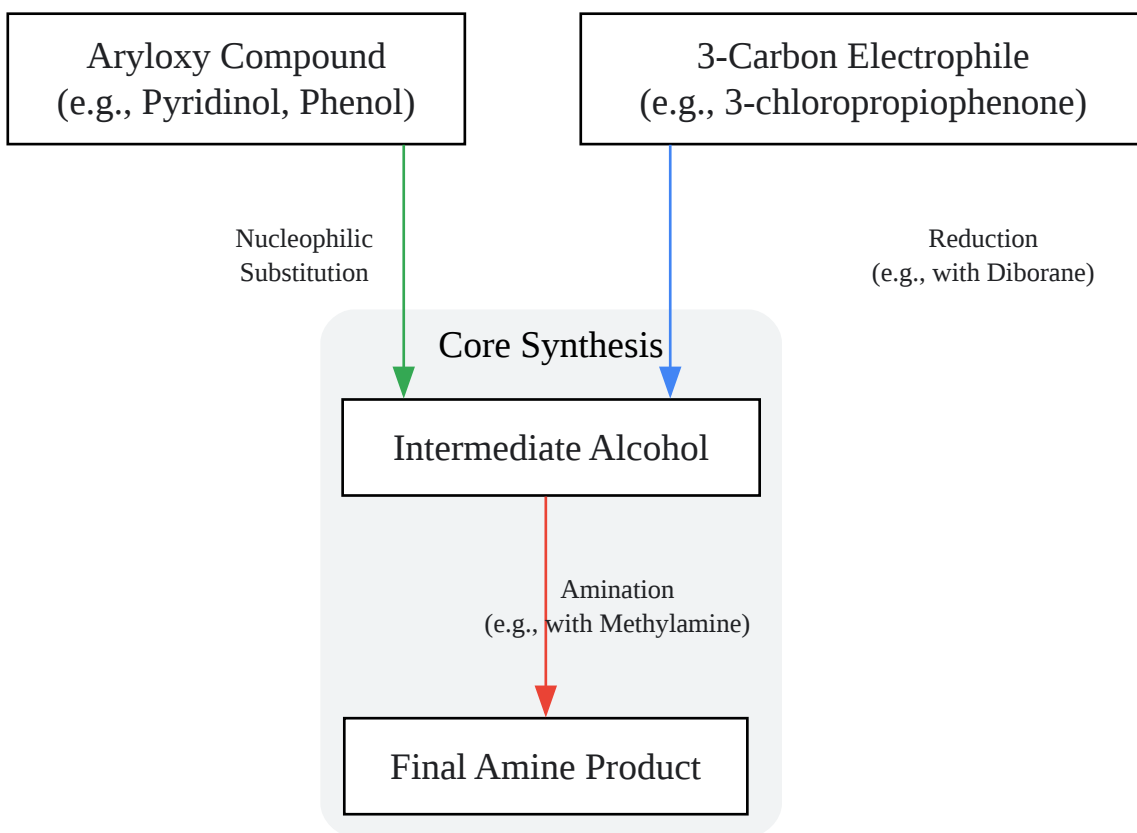 Aryloxy Compound
(e.g., Pyridinol, Phenol)
3-Carbon Electrophile
(e.g., 3-chloropropiophenone)
Nucleophilic
Substitution
Reduction
(e.g., with Diborane)
Core Synthesis
Intermediate Alcohol
Amination
(e.g., with Methylamine)
Final Amine Product